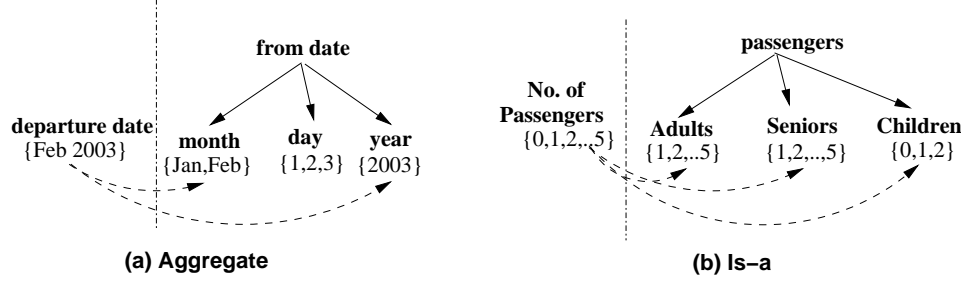 from date
departure date
{Feb 2003}
month
{Jan,Feb}
day
{1,2,3}
year
{2003}
(a) Aggregate
passengers
No. of
Passengers
{0,1,2,..,5}
Adults
{1,2,..5}
Seniors
{1,2,..,5}
Children
{0,1,2}
(b) Is–a